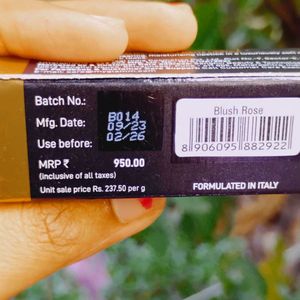 Batch No.: B014
Mfg. Date: 09/23
Use before: 02/26
MRP ₹ 950.00
(Inclusive of all taxes)
Unit sale price Rs. 237.50 per g
Blush Rose
8 906095 882922
FORMULATED IN ITALY